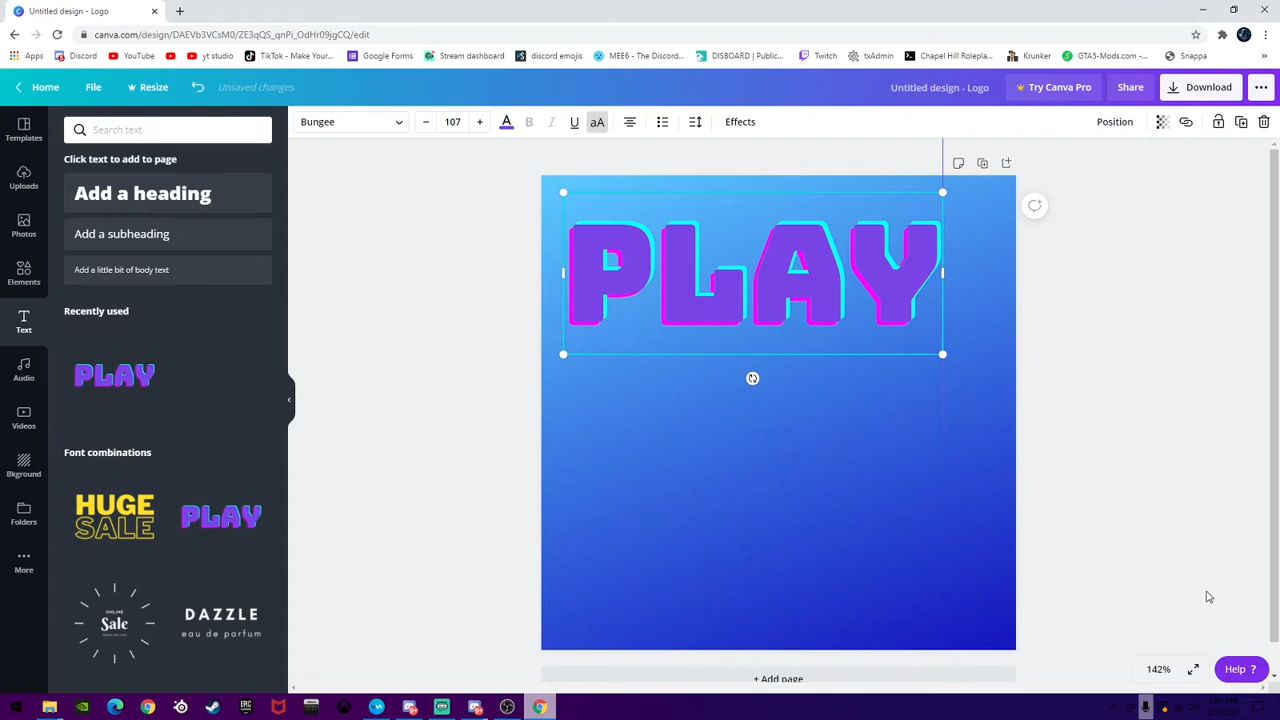 Untitled design - Logo
canva.com/design/DAEVb3VCsM0/ZE3qQS_qnPi_OdHr09jgCQ/edit
Apps Discord YouTube yt studio TikTok - Make Your... Google Forms Stream dashboard discord emojis MEE6 - The Discord... DISBOARD | Public... Twitch txAdmin Chapel Hill Rolepla... Krunker GTA5-Mods.com -... Snappa »
Home File Resize Unsaved changes Untitled design - Logo Try Canva Pro Share Download
Bungee 107 A B I U aA Effects Position
Templates
Uploads
Photos
Elements
Text
Audio
Videos
Bkground
Folders
More
Search text
Click text to add to page
Add a heading
Add a subheading
Add a little bit of body text
Recently used
PLAY
Font combinations
HUGE
SALE
PLAY
ONLINE
Sale
DAZZLE
eau de parfum
PLAY
+ Add page
142%
Help ?